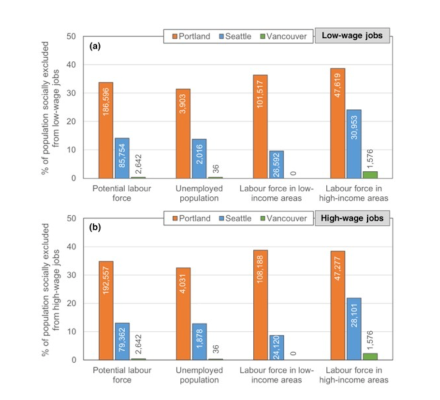 Portland Seattle Vancouver Low-wage jobs
(a)
% of population socially excluded
from low-wage jobs
50
40
30
20
10
0
186,596
85,754
2,642
3,903
2,016
36
101,517
26,592
0
47,619
30,953
1,576
Potential labour
force
Unemployed
population
Labour force in low-
income areas
Labour force in
high-income areas
Portland Seattle Vancouver High-wage jobs
(b)
% of population socially excluded
from high-wage jobs
50
40
30
20
10
0
192,557
79,362
2,642
4,031
1,878
36
108,188
24,120
0
47,277
28,101
1,576
Potential labour
force
Unemployed
population
Labour force in low-
income areas
Labour force in
high-income areas